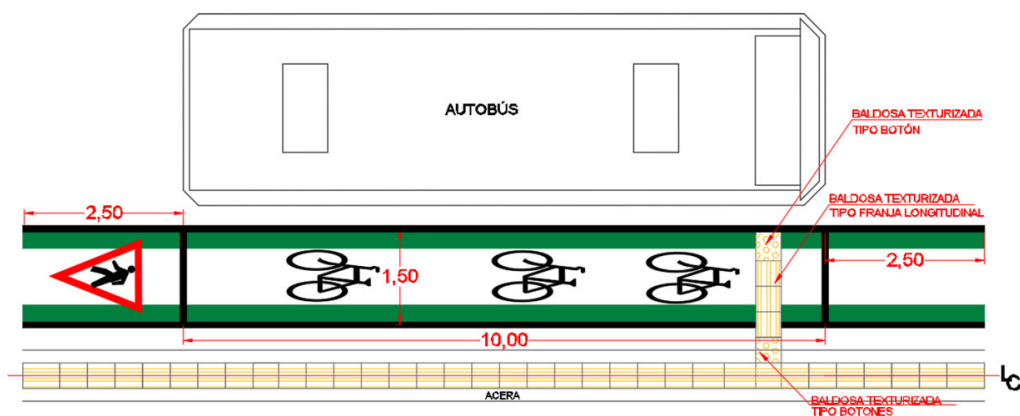 AUTOBÚS
BALDOSA TEXTURIZADA
TIPO BOTÓN
BALDOSA TEXTURIZADA
TIPO FRANJA LONGITUDINAL
2,50
1,50
2,50
10,00
LC
ACERA
BALDOSA TEXTURIZADA
TIPO BOTONES